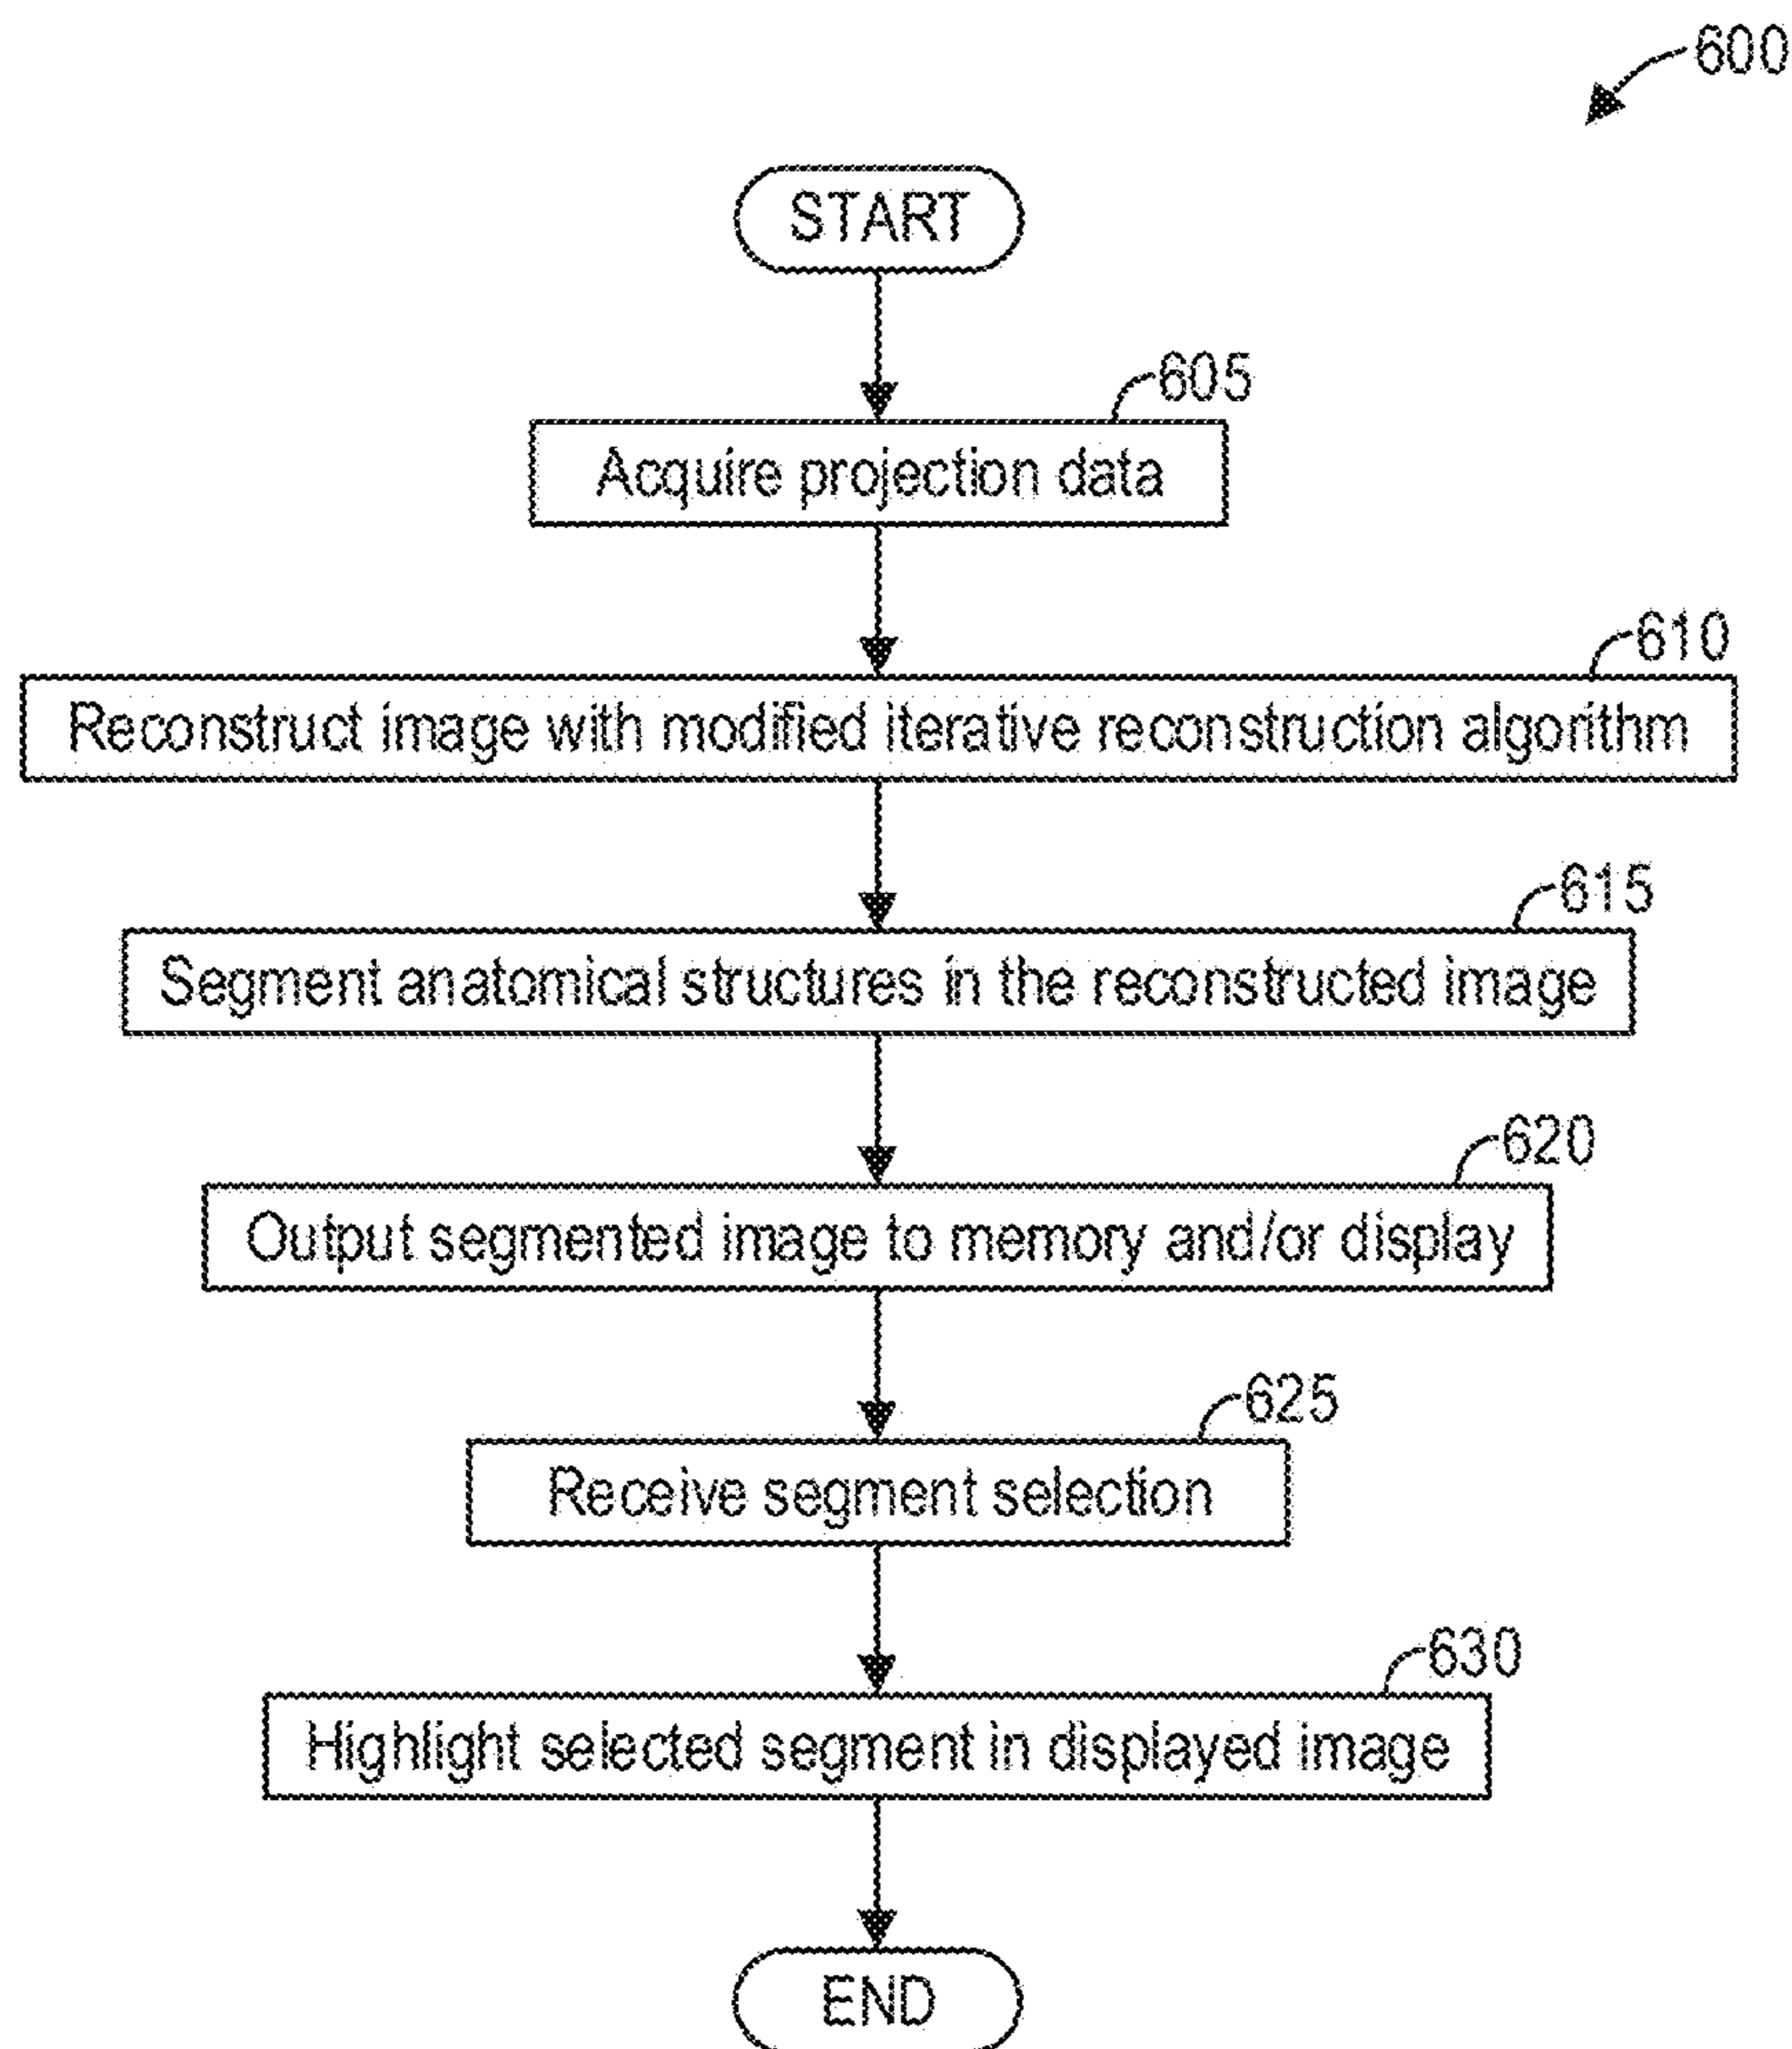 600
START
605
Acquire projection data
610
Reconstruct image with modified iterative reconstruction algorithm
615
Segment anatomical structures in the reconstructed image
620
Output segmented image to memory and/or display
625
Receive segment selection
630
Highlight selected segment in displayed image
END